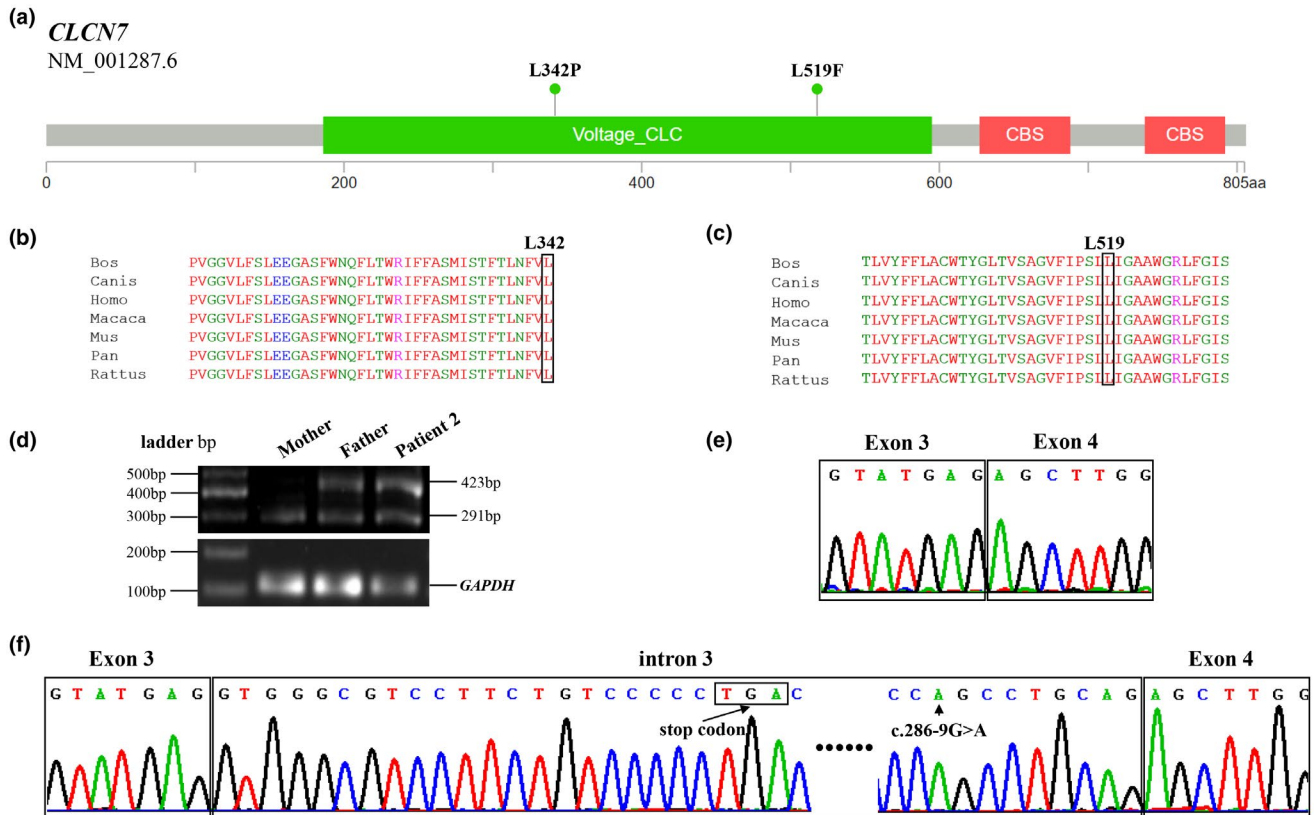 (a)
CLCN7
NM_001287.6
L342P L519F
Voltage_CLC CBS CBS
0 200 400 600 805aa
(b) L342
Bos PVGGVLFSLEEGASFWNQFLTWRIFFASMISTFTLNFVL
Canis PVGGVLFSLEEGASFWNQFLTWRIFFASMISTFTLNFVL
Homo PVGGVLFSLEEGASFWNQFLTWRIFFASMISTFTLNFVL
Macaca PVGGVLFSLEEGASFWNQFLTWRIFFASMISTFTLNFVL
Mus PVGGVLFSLEEGASFWNQFLTWRIFFASMISTFTLNFVL
Pan PVGGVLFSLEEGASFWNQFLTWRIFFASMISTFTLNFVL
Rattus PVGGVLFSLEEGASFWNQFLTWRIFFASMISTFTLNFVL
(c) L519
Bos TLVYFFLACWTYGLTVSAGVFIPSLLIGAAWGRLFGIS
Canis TLVYFFLACWTYGLTVSAGVFIPSLLIGAAWGRLFGIS
Homo TLVYFFLACWTYGLTVSAGVFIPSLLIGAAWGRLFGIS
Macaca TLVYFFLACWTYGLTVSAGVFIPSLLIGAAWGRLFGIS
Mus TLVYFFLACWTYGLTVSAGVFIPSLLIGAAWGRLFGIS
Pan TLVYFFLACWTYGLTVSAGVFIPSLLIGAAWGRLFGIS
Rattus TLVYFFLACWTYGLTVSAGVFIPSLLIGAAWGRLFGIS
(d)
ladder bp Mother Father Patient 2
500bp
400bp
300bp
423bp
291bp
200bp
100bp
GAPDH
(e)
Exon 3 Exon 4
G T A T G A G A G C T T G G
(f)
Exon 3 intron 3 Exon 4
G T A T G A G G T G G G C G T C C T T C T G T C C C C C T G A C C C A G C C T G C A G A G C T T G G
stop codon c.286-9G>A